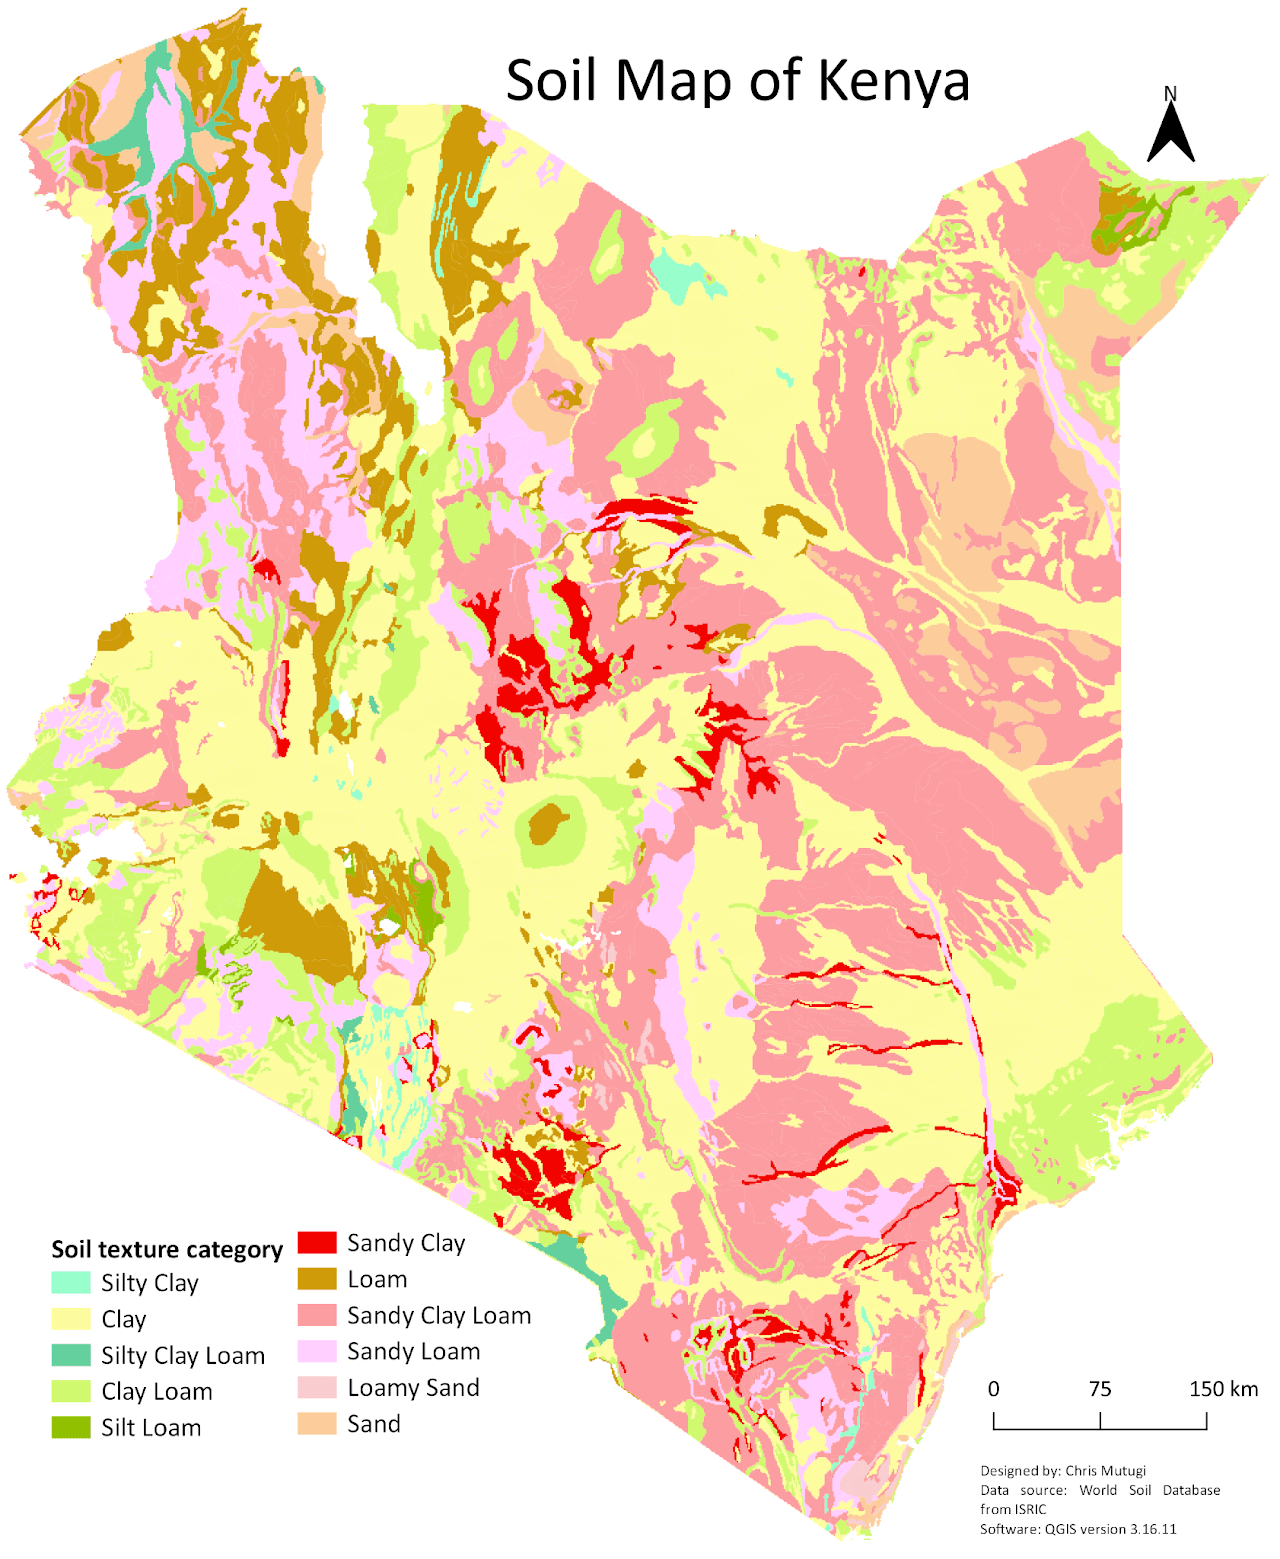 Soil Map of Kenya
N
Soil texture category
Silty Clay
Clay
Silty Clay Loam
Clay Loam
Silt Loam
Sandy Clay
Loam
Sandy Clay Loam
Sandy Loam
Loamy Sand
Sand
0 75 150 km
Designed by: Chris Mutugi
Data source: World Soil Database
from ISRIC
Software: QGIS version 3.16.11